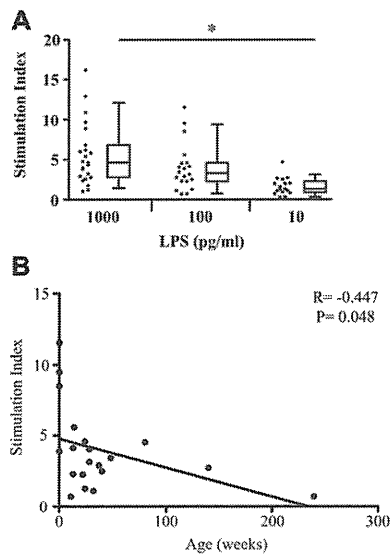 A
*
20
15
10
5
0
Stimulation Index
1000 100 10
LPS (pg/ml)
B
15
10
5
0
Stimulation Index
R= -0.447
P= 0.048
0 100 200 300
Age (weeks)